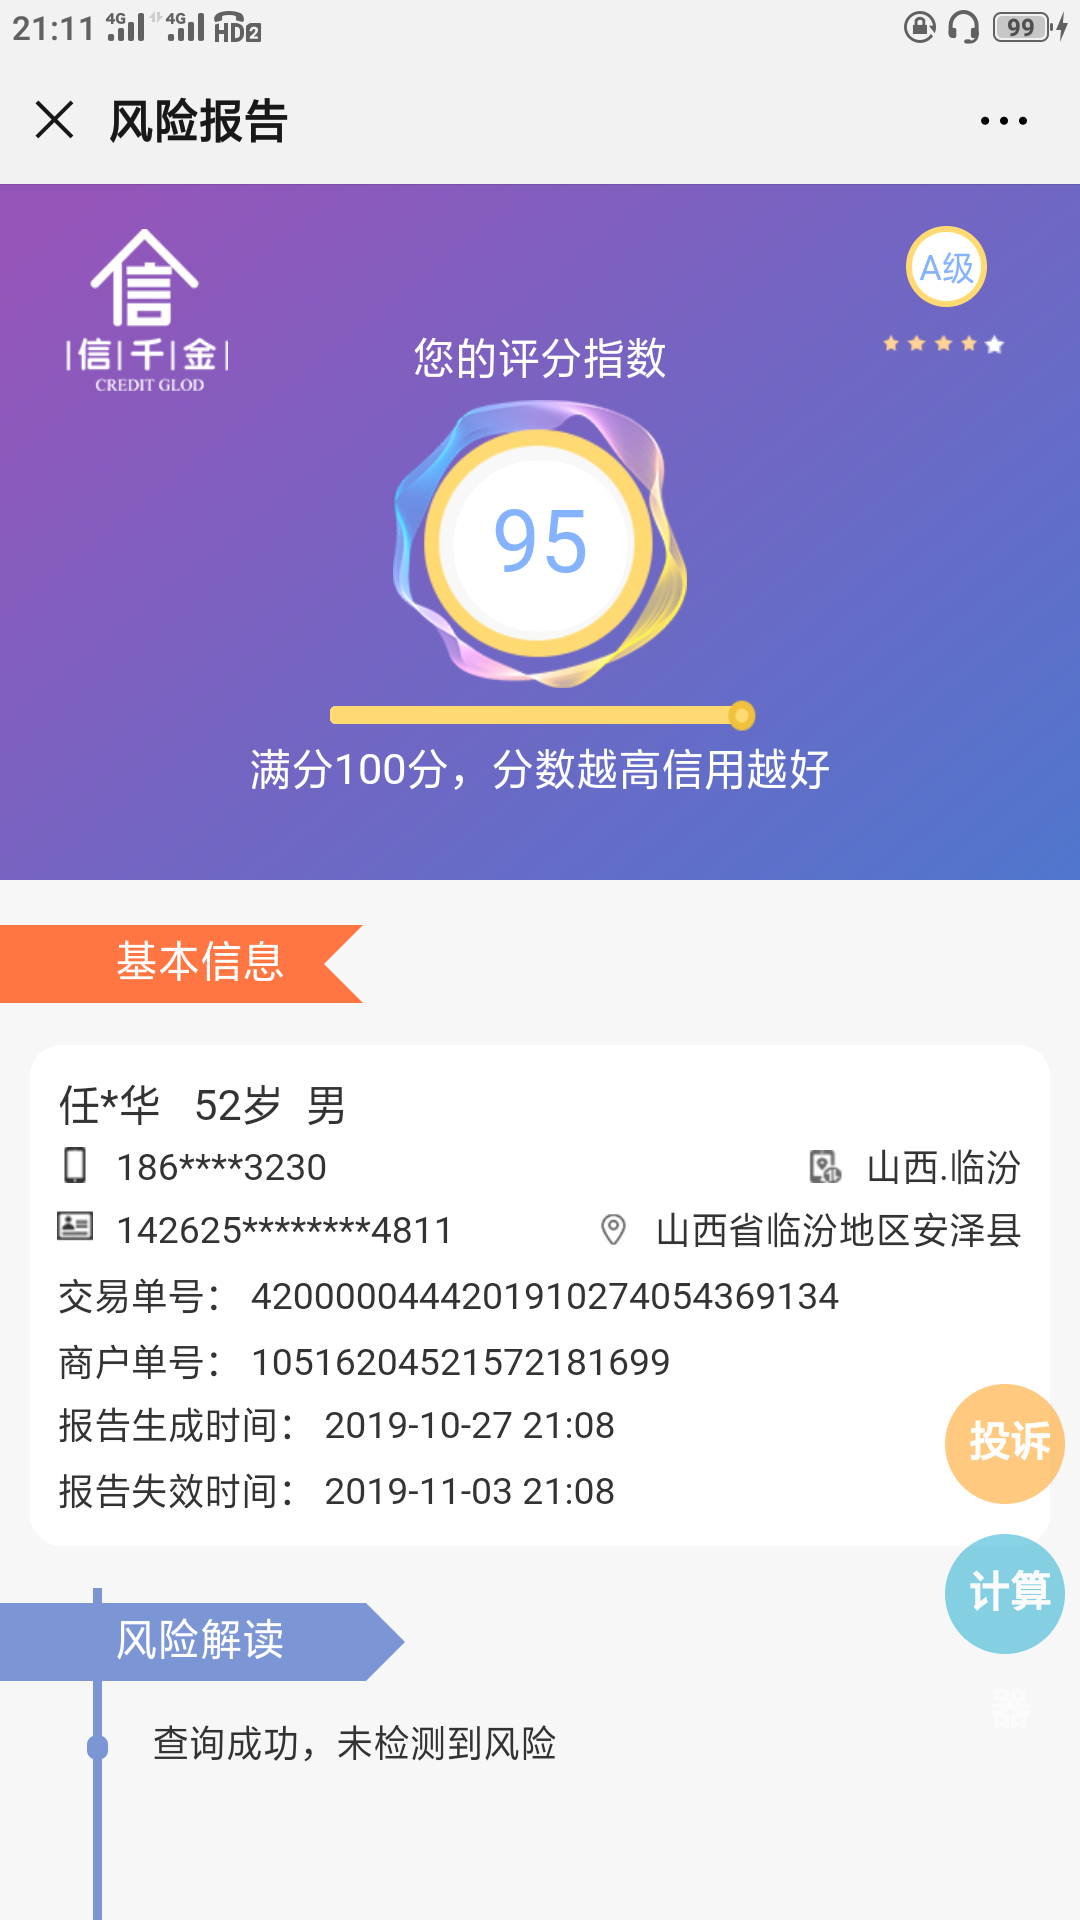 21:11 4G 4G HD2 99
风险报告
信
信千金
CREDIT GLOD
A级
您的评分指数
95
满分100分，分数越高信用越好
基本信息
任*华 52岁 男
186****3230 山西.临汾
142625********4811 山西省临汾地区安泽县
交易单号： 4200000444201910274054369134
商户单号： 10516204521572181699
报告生成时间： 2019-10-27 21:08
投诉
报告失效时间： 2019-11-03 21:08
计算
器
风险解读
查询成功，未检测到风险